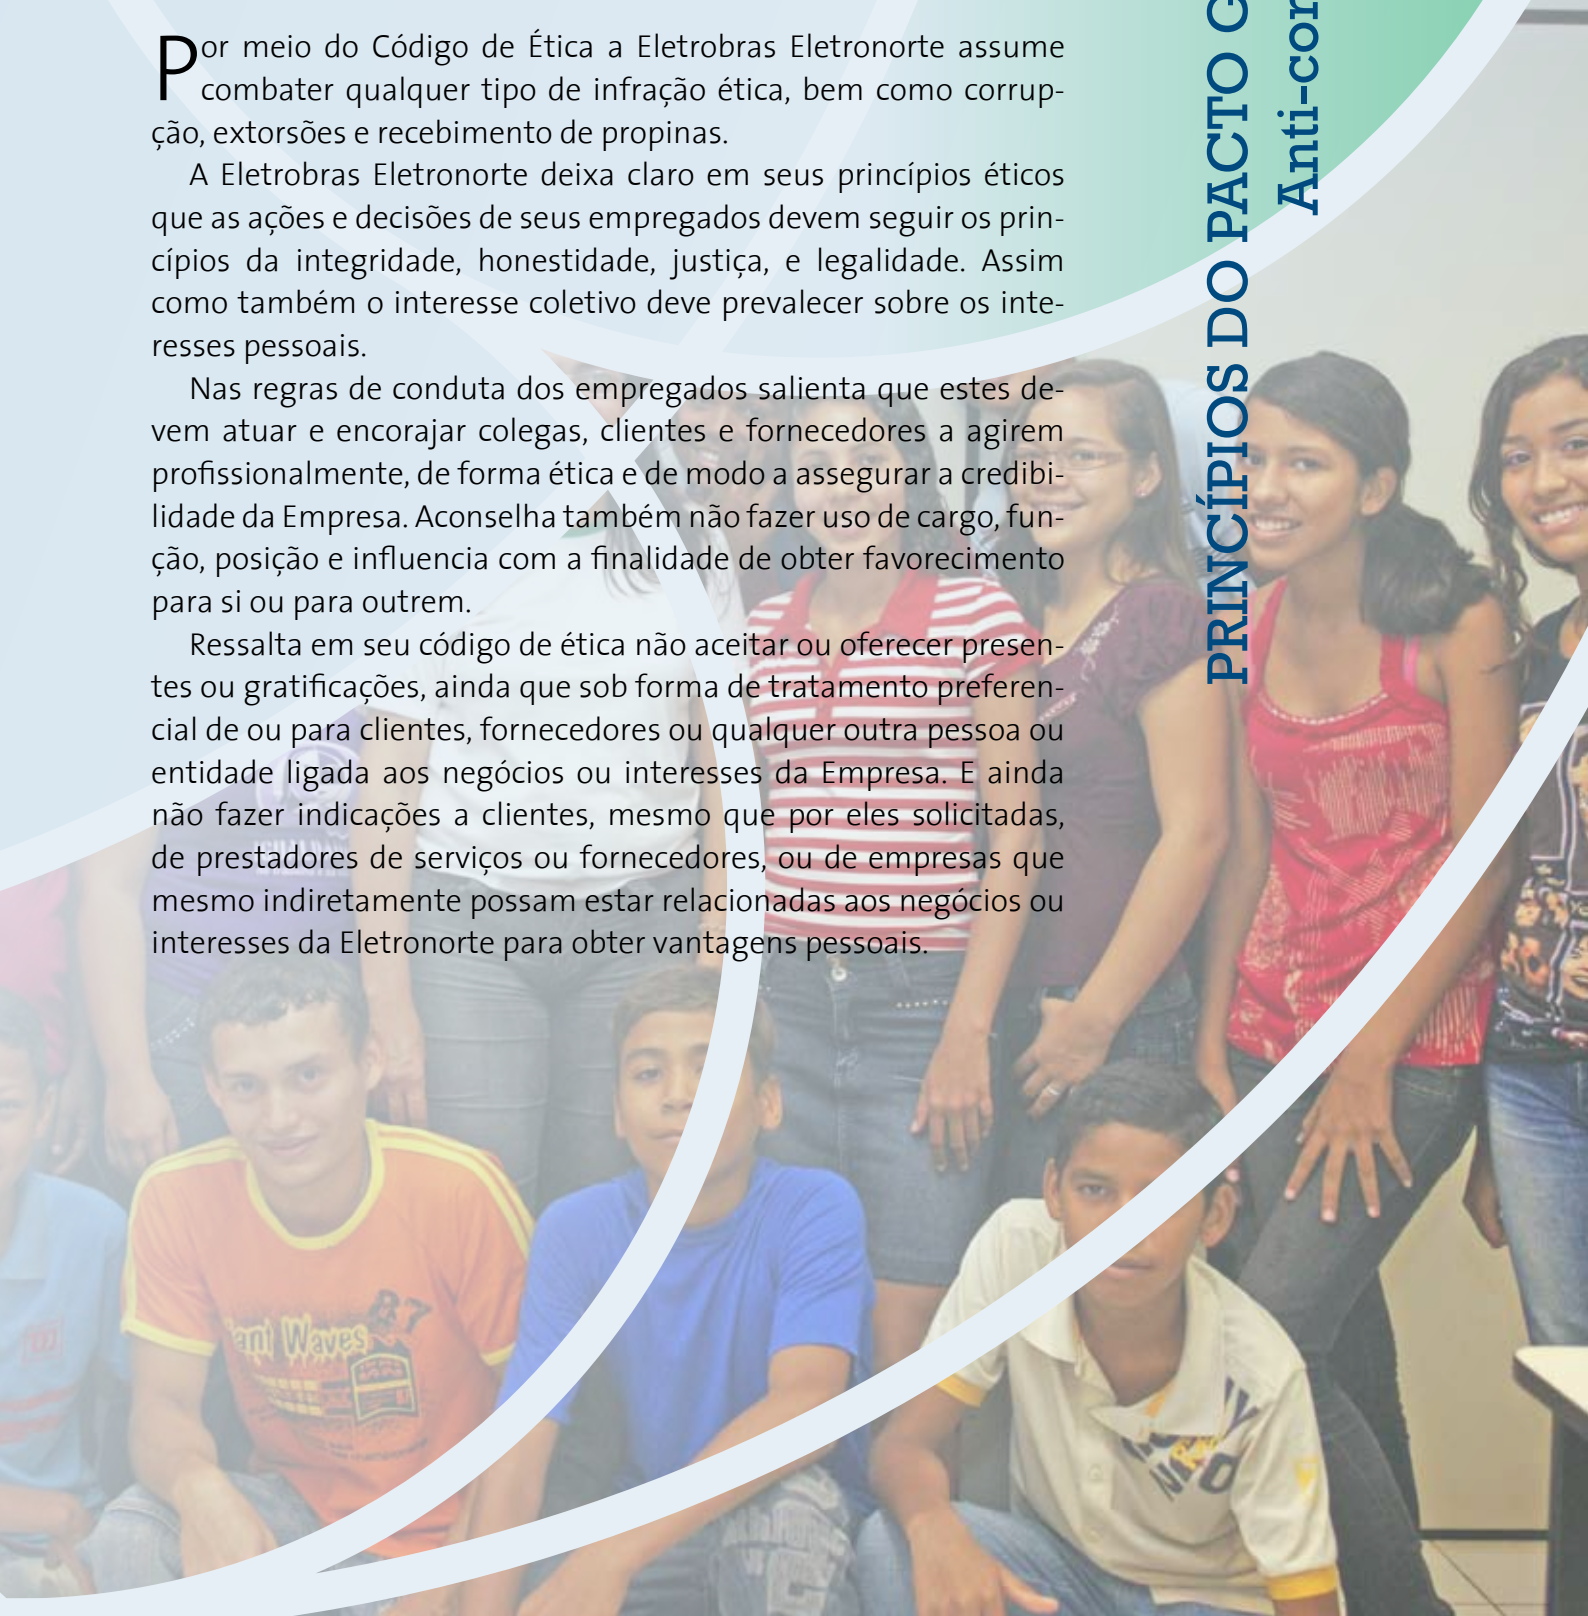 Por meio do Código de Ética a Eletrobras Eletronorte assume
combater qualquer tipo de infração ética, bem como corrup-
ção, extorsões e recebimento de propinas.
A Eletrobras Eletronorte deixa claro em seus princípios éticos
que as ações e decisões de seus empregados devem seguir os prin-
cípios da integridade, honestidade, justiça, e legalidade. Assim
como também o interesse coletivo deve prevalecer sobre os inte-
resses pessoais.
Nas regras de conduta dos empregados salienta que estes de-
vem atuar e encorajar colegas, clientes e fornecedores a agirem
profissionalmente, de forma ética e de modo a assegurar a credibi-
lidade da Empresa. Aconselha também não fazer uso de cargo, fun-
ção, posição e influencia com a finalidade de obter favorecimento
para si ou para outrem.
Ressalta em seu código de ética não aceitar ou oferecer presen-
tes ou gratificações, ainda que sob forma de tratamento preferen-
cial de ou para clientes, fornecedores ou qualquer outra pessoa ou
entidade ligada aos negócios ou interesses da Empresa. E ainda
não fazer indicações a clientes, mesmo que por eles solicitadas,
de prestadores de serviços ou fornecedores, ou de empresas que
mesmo indiretamente possam estar relacionadas aos negócios ou
interesses da Eletronorte para obter vantagens pessoais.
PRINCÍPIOS DO PACTO G
Anti-cor
ant Waves